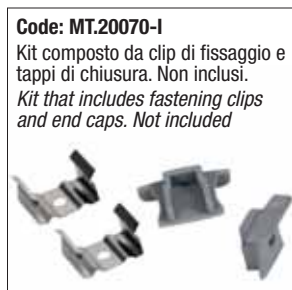 Code: MT.20070-I
Kit composto da clip di fissaggio e
tappi di chiusura. Non inclusi.
Kit that includes fastening clips
and end caps. Not included